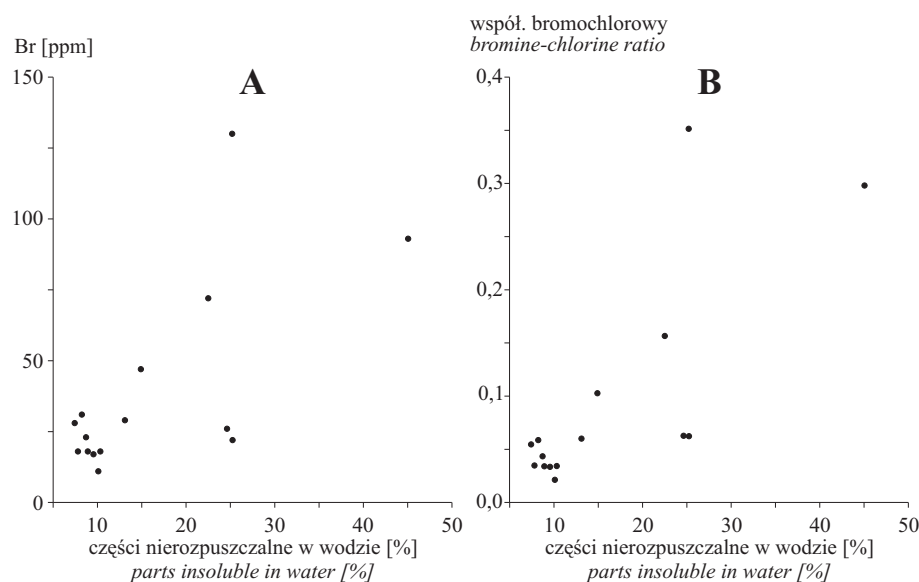 Br [ppm]
A
150
100
50
0
10
20
30
40
50
części nierozpuszczalne w wodzie [%]
parts insoluble in water [%]
współ. bromochlorowy
bromine-chlorine ratio
B
0,4
0,3
0,2
0,1
0,0
10
20
30
40
50
części nierozpuszczalne w wodzie [%]
parts insoluble in water [%]